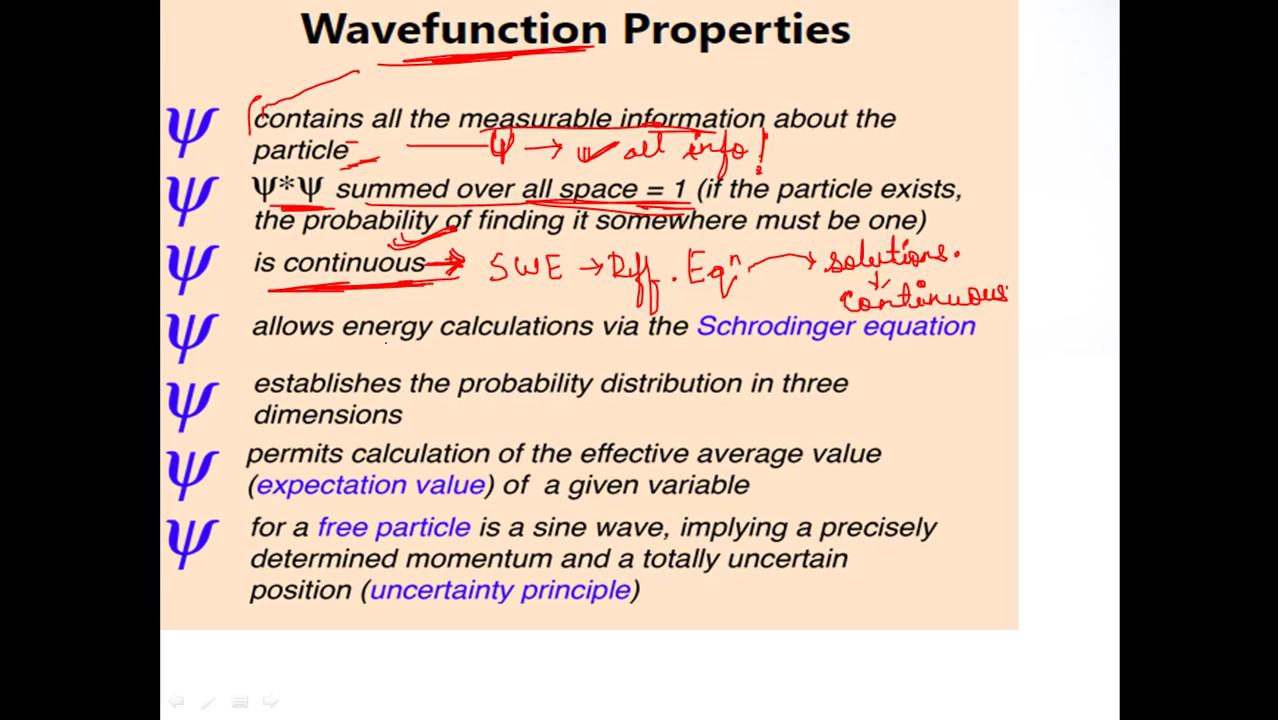 Wavefunction Properties
ψ contains all the measurable information about the
particle ψ → ψ all info!
ψ Ψ*Ψ summed over all space = 1 (if the particle exists,
the probability of finding it somewhere must be one)
ψ is continuous → SWE → Diff. Eqⁿ → solutions.
continuous
ψ allows energy calculations via the Schrodinger equation
ψ establishes the probability distribution in three
dimensions
ψ permits calculation of the effective average value
(expectation value) of a given variable
ψ for a free particle is a sine wave, implying a precisely
determined momentum and a totally uncertain
position (uncertainty principle)